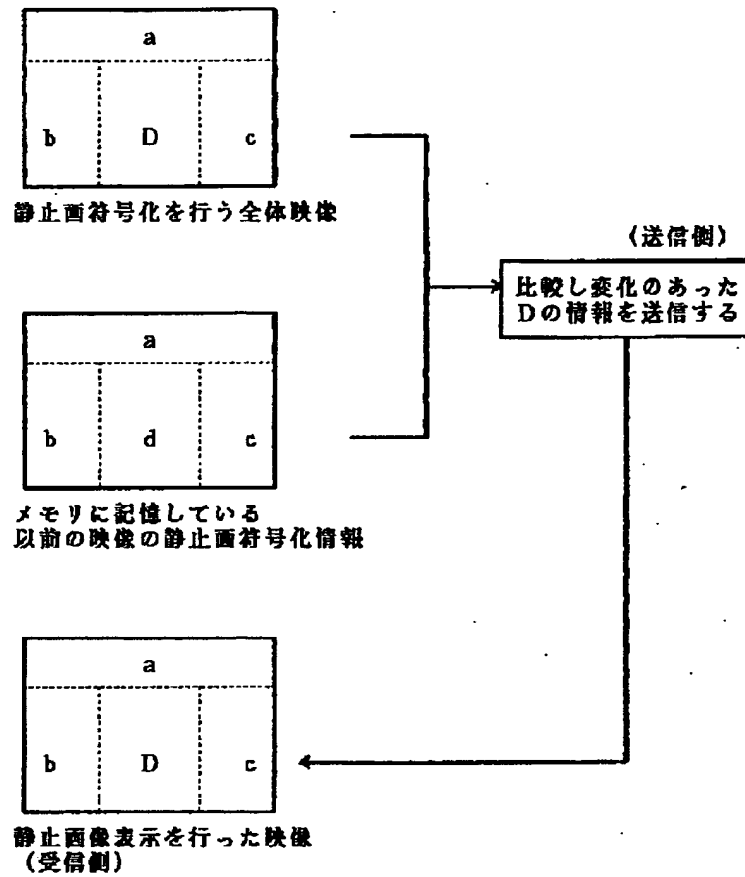 a
b D c
静止画符号化を行う全体映像
(送信側)
比較し変化のあった
Dの情報を送信する
a
b d c
メモリに記憶している
以前の映像の静止画符号化情報
a
b D c
静止画像表示を行った映像
(受信側)